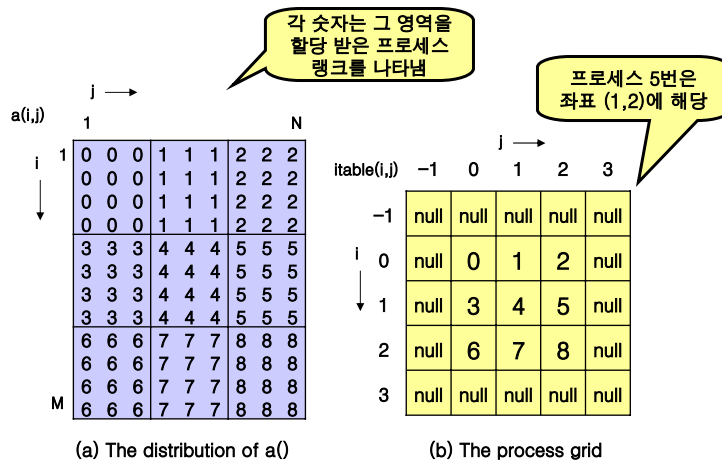 각 숫자는 그 영역을
할당 받은 프로세스
랭크를 나타냄
프로세스 5번은
좌표 (1,2)에 해당
j
a(i,j)
1 N
i
1 0 0 0 1 1 1 2 2 2
0 0 0 1 1 1 2 2 2
0 0 0 1 1 1 2 2 2
0 0 0 1 1 1 2 2 2
3 3 3 4 4 4 5 5 5
3 3 3 4 4 4 5 5 5
3 3 3 4 4 4 5 5 5
3 3 3 4 4 4 5 5 5
6 6 6 7 7 7 8 8 8
6 6 6 7 7 7 8 8 8
6 6 6 7 7 7 8 8 8
M 6 6 6 7 7 7 8 8 8
(a) The distribution of a()
j
itable(i,j) -1 0 1 2 3
i
-1 null null null null null
0 null 0 1 2 null
1 null 3 4 5 null
2 null 6 7 8 null
3 null null null null null
(b) The process grid